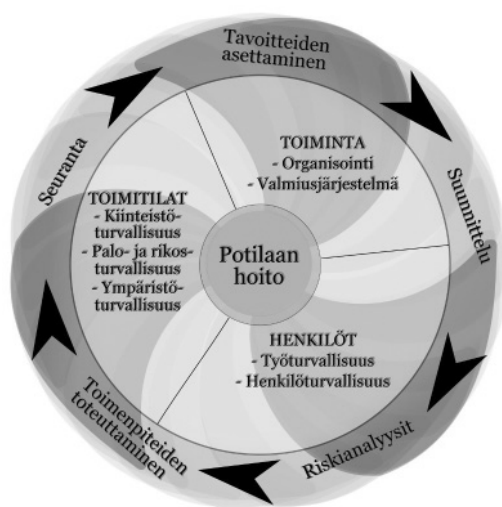 Tavoitteiden
asettaminen
Suunnittelu
Riskianalyysit
Toimenpiteiden
toteuttaminen
Seuranta
TOIMINTA
- Organisointi
- Valmiusjärjestelmä
TOIMITILAT
- Kiinteistö-
turvallisuus
- Palo- ja rikos-
turvallisuus
- Ympäristö-
turvallisuus
Potilaan
hoito
HENKILÖT
- Työturvallisuus
- Henkilöturvallisuus